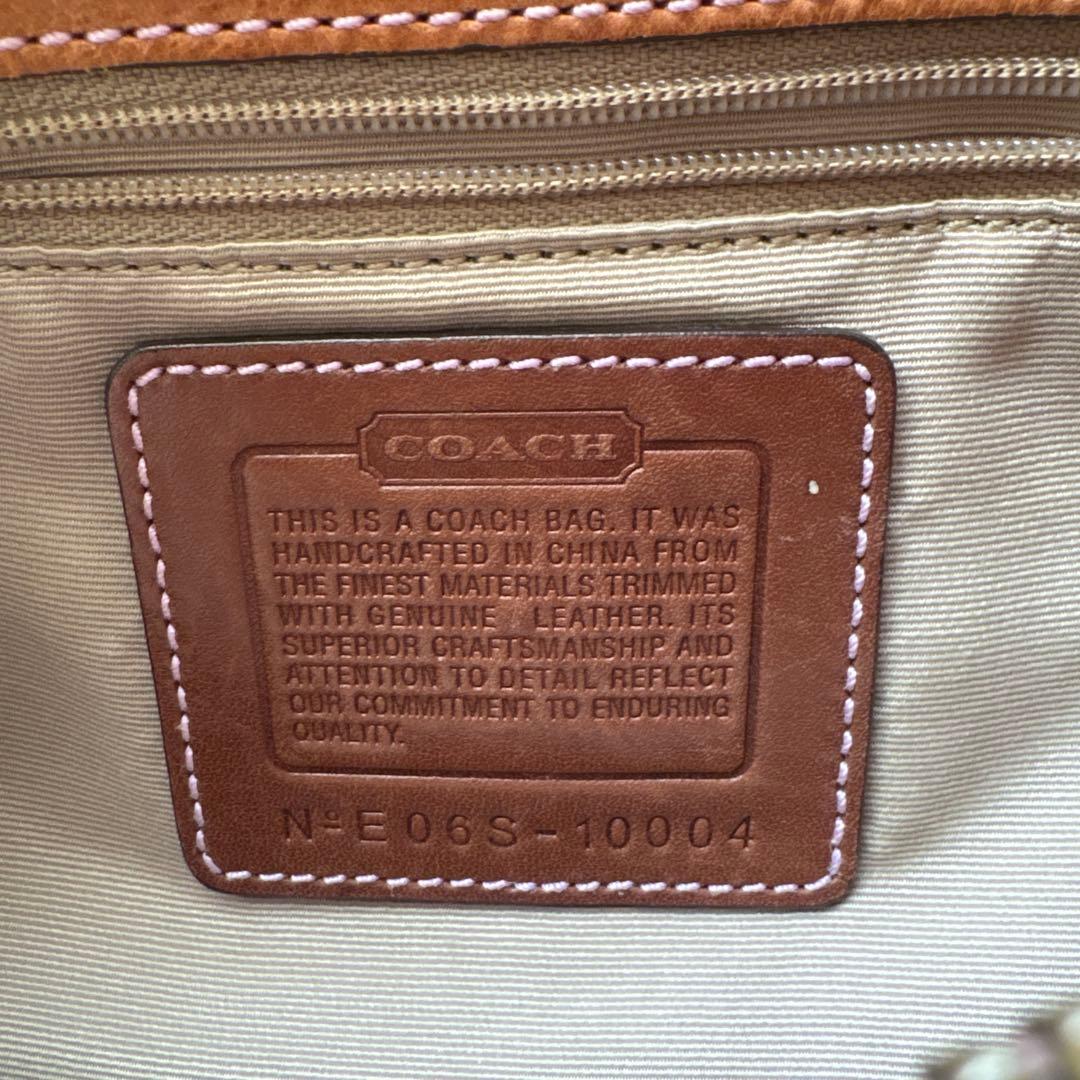 COACH
THIS IS A COACH BAG. IT WAS
HANDCRAFTED IN CHINA FROM
THE FINEST MATERIALS TRIMMED
WITH GENUINE LEATHER. ITS
SUPERIOR CRAFTSMANSHIP AND
ATTENTION TO DETAIL REFLECT
OUR COMMITMENT TO ENDURING
QUALITY.
Nº E06S-10004